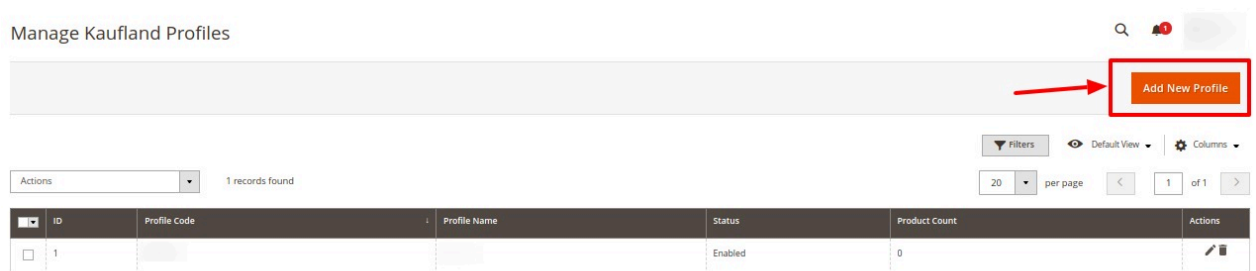 Manage Kaufland Profiles
1
Add New Profile
Filters
Default View
Columns
Actions
1 records found
20
per page
1
of 1
ID
Profile Code
Profile Name
Status
Product Count
Actions
1
Enabled
0